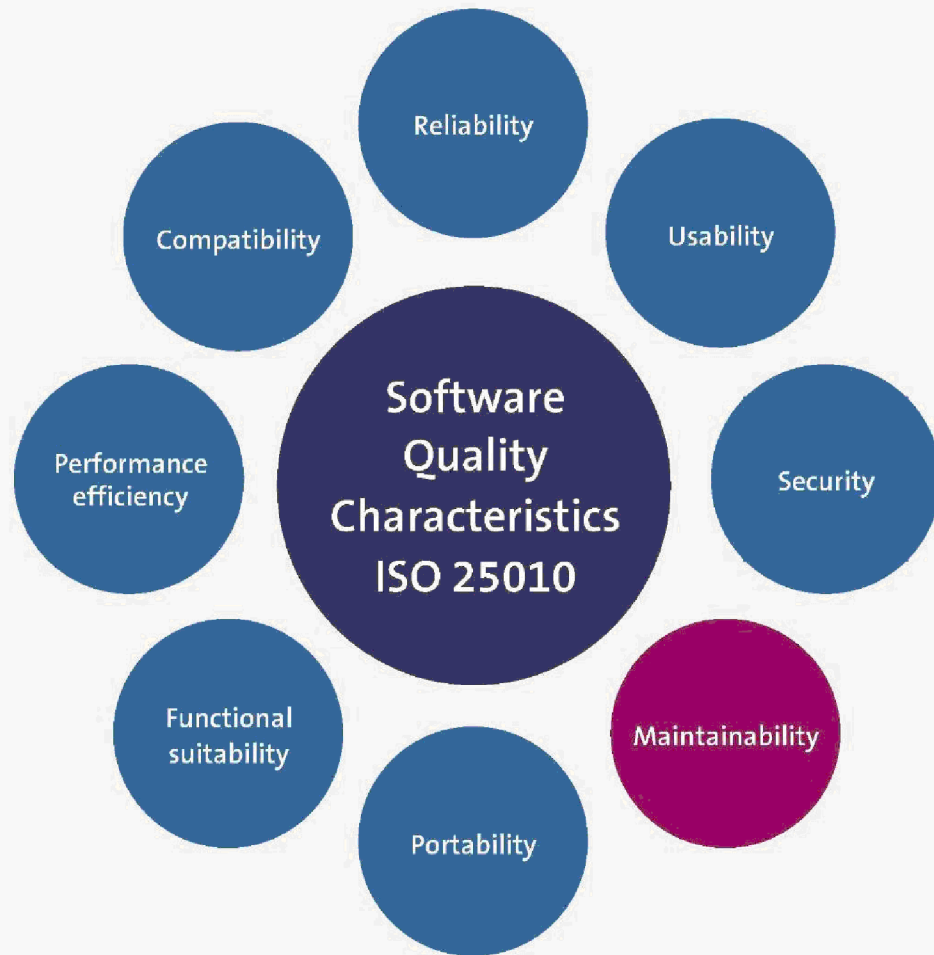 Reliability
Compatibility
Usability
Software
Quality
Characteristics
ISO 25010
Performance
efficiency
Security
Functional
suitability
Maintainability
Portability